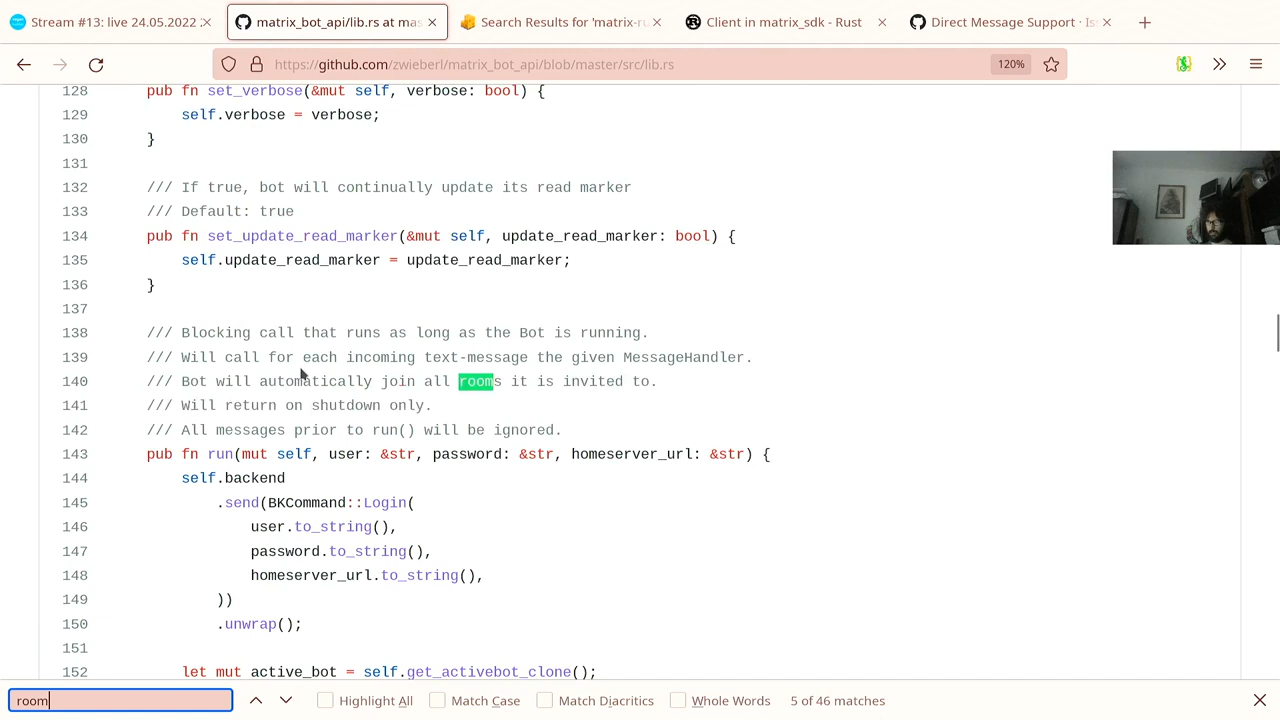 Stream #13: live 24.05.2022 :
matrix_bot_api/lib.rs at mas
Search Results for 'matrix-ru
Client in matrix_sdk - Rust
Direct Message Support · Is
https://github.com/zwieberl/matrix_bot_api/blob/master/src/lib.rs
120%
128 pub fn set_verbose(&mut self, verbose: bool) {
129 self.verbose = verbose;
130 }
131
132 /// If true, bot will continually update its read marker
133 /// Default: true
134 pub fn set_update_read_marker(&mut self, update_read_marker: bool) {
135 self.update_read_marker = update_read_marker;
136 }
137
138 /// Blocking call that runs as long as the Bot is running.
139 /// Will call for each incoming text-message the given MessageHandler.
140 /// Bot will automatically join all rooms it is invited to.
141 /// Will return on shutdown only.
142 /// All messages prior to run() will be ignored.
143 pub fn run(mut self, user: &str, password: &str, homeserver_url: &str) {
144 self.backend
145 .send(BKCommand::Login(
146 user.to_string(),
147 password.to_string(),
148 homeserver_url.to_string(),
149 ))
150 .unwrap();
151
152 let mut active_bot = self.get_activebot_clone();
room
Highlight All
Match Case
Match Diacritics
Whole Words
5 of 46 matches